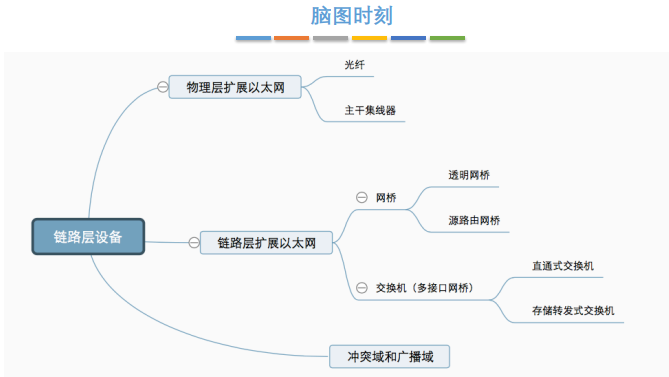 脑图时刻
光纤
物理层扩展以太网
主干集线器
透明网桥
网桥
源路由网桥
链路层设备
链路层扩展以太网
直通式交换机
交换机（多接口网桥）
存储转发式交换机
冲突域和广播域